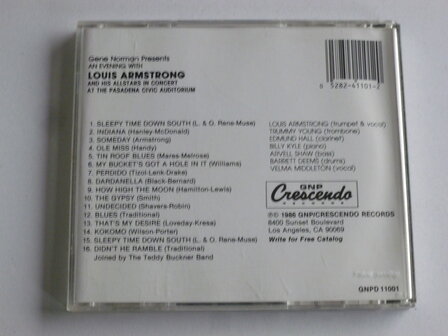 Gene Norman Presents
AN EVENING WITH
LOUIS ARMSTRONG
AND HIS ALLSTARS IN CONCERT
AT THE PASADENA CIVIC AUDITORIUM
1. SLEEPY TIME DOWN SOUTH (L. & O. Rene-Muse)
2. INDIANA (Hanley-McDonald)
3. SOMEDAY (Armstrong)
4. OLE MISS (Handy)
5. TIN ROOF BLUES (Mares-Melrose)
6. MY BUCKET'S GOT A HOLE IN IT (Williams)
7. PERDIDO (Tizol-Lenk-Drake)
8. DARDANELLA (Black-Bernard)
9. HOW HIGH THE MOON (Hamilton-Lewis)
10. THE GYPSY (Smith)
11. UNDECIDED (Shavers-Robin)
12. BLUES (Traditional)
13. THAT'S MY DESIRE (Loveday-Kresa)
14. KOKOMO (Wilson-Porter)
15. SLEEPY TIME DOWN SOUTH (L. & O. Rene-Muse)
16. DIDN'T HE RAMBLE (Traditional)
Joined by The Teddy Buckner Band
0 5282-41101-2
LOUIS ARMSTRONG (trumpet & vocal)
TRUMMY YOUNG (trombone)
EDMUND HALL (clarinet)
BILLY KYLE (piano)
ARVELL SHAW (bass)
BARRETT DEEMS (drums)
VELMA MIDDLETON (vocal)
GNP
Crescendo
RECORDS
℗© 1986 GNP/CRESCENDO RECORDS
8400 Sunset Boulevard
Los Angeles, CA 90069
Write for Free Catalog
GNPD 11001